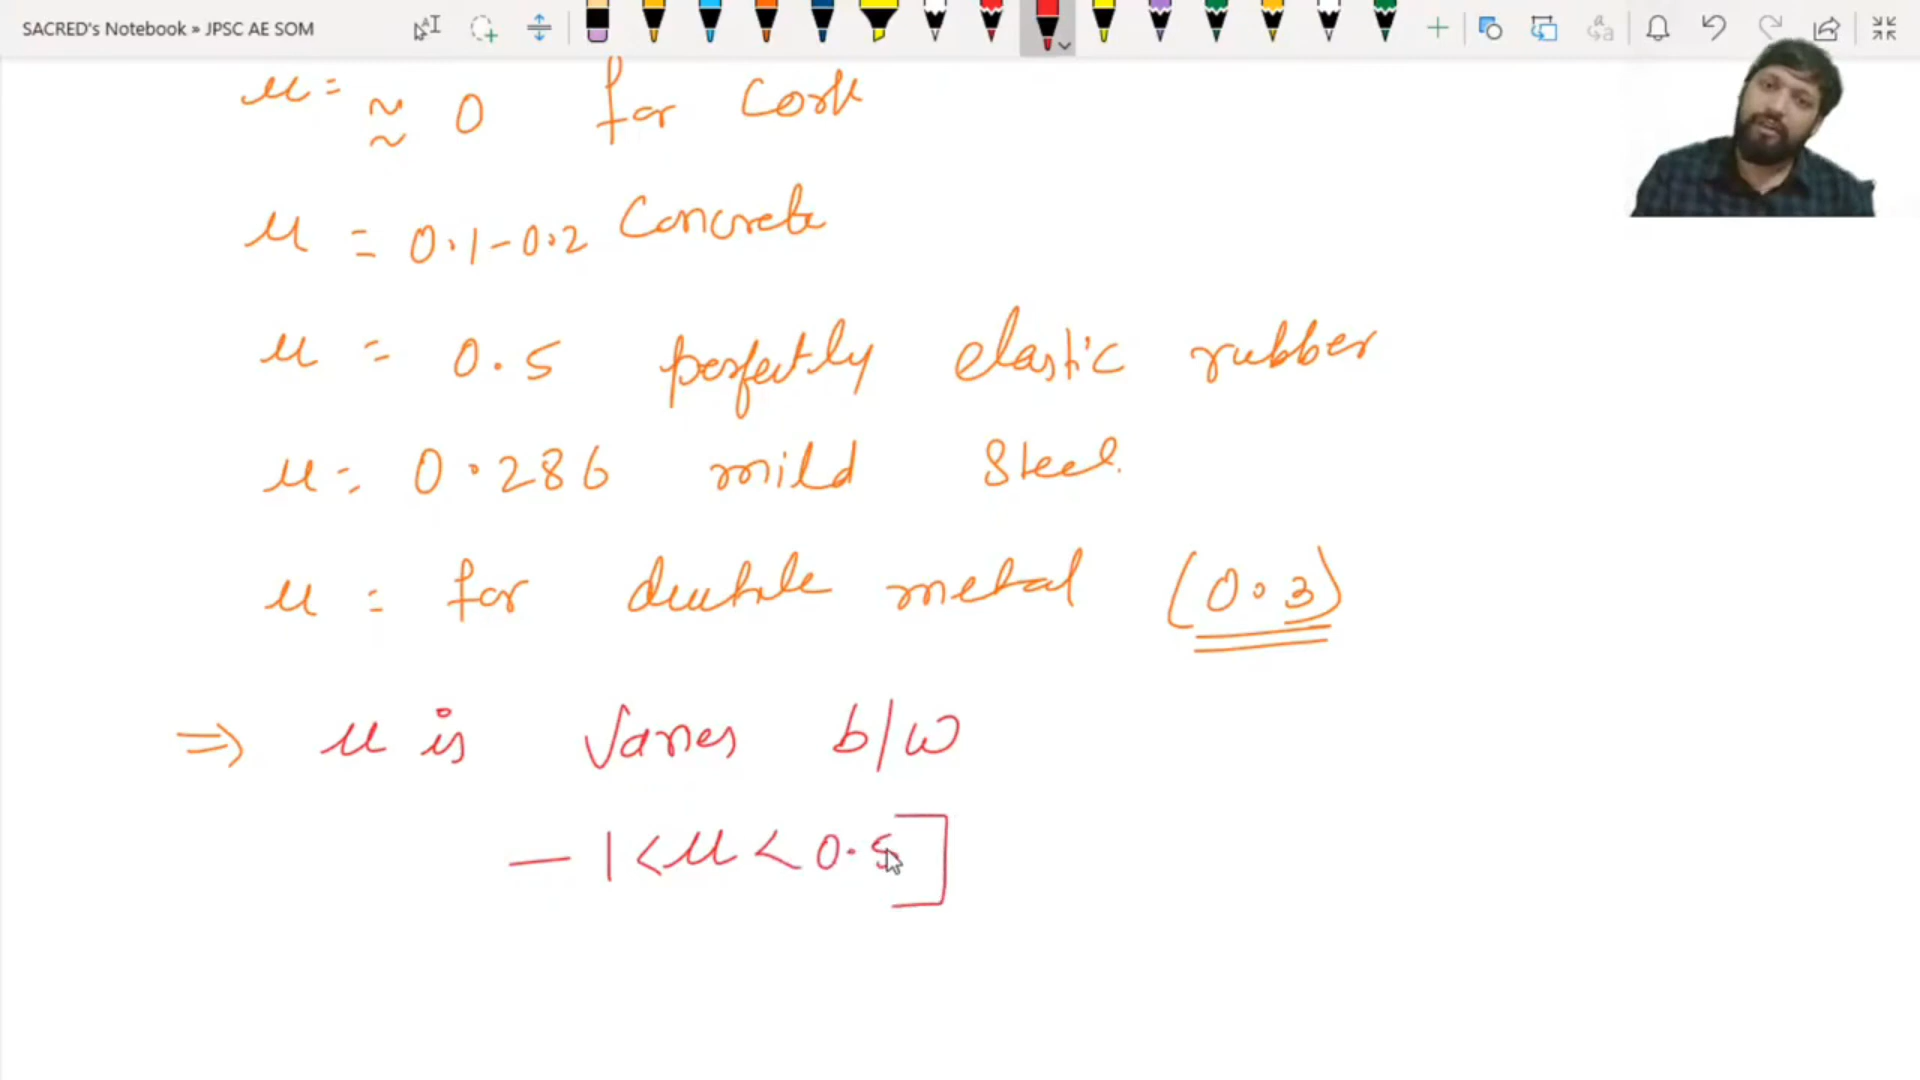 SACRED's Notebook » JPSC AE SOM
μ = ≈ 0 for Cork
μ = 0.1-0.2 Concrete
μ = 0.5 perfectly elastic rubber
μ = 0.286 mild Steel.
μ = for ductile metal (0.3)
⇒ μ is Varies b/w
-1<μ<0.5]